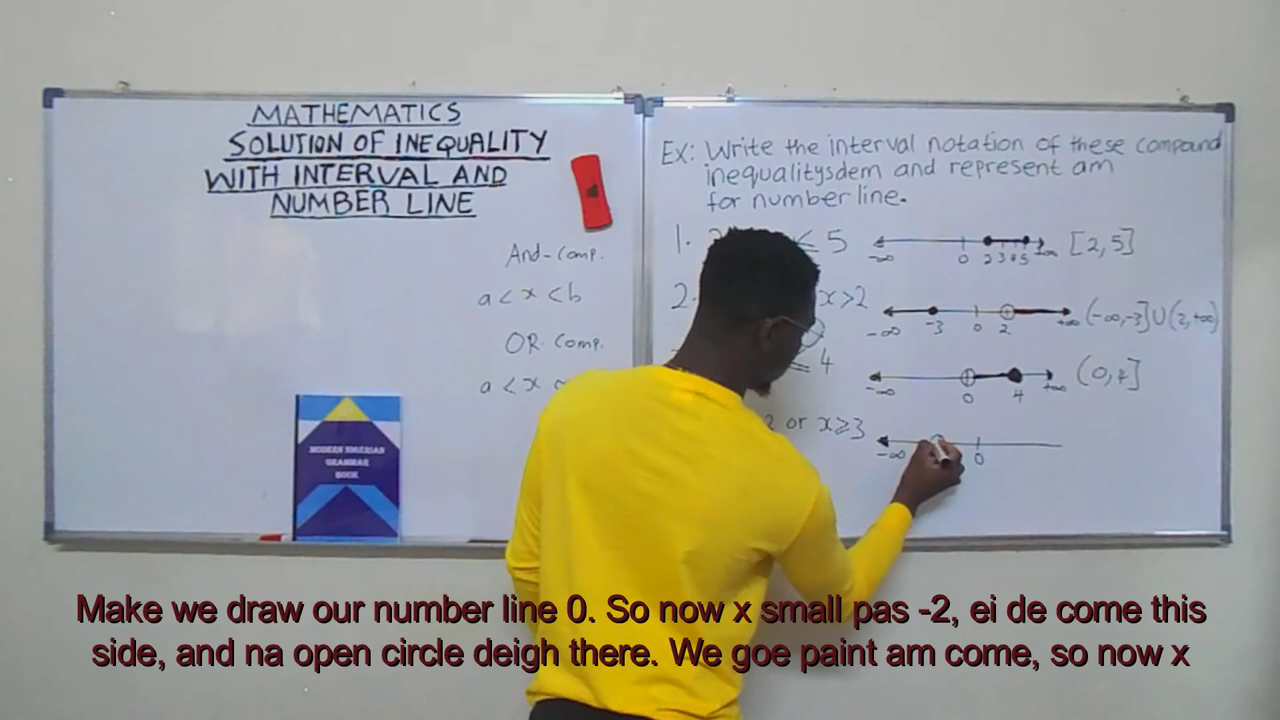 MATHEMATICS
SOLUTION OF INEQUALITY
WITH INTERVAL AND
NUMBER LINE
And-comp.
a < x < b
OR Comp.
a < x
MODERN NIGERIAN
GRAMMAR
BOOK
Ex: Write the interval notation of these compound
inequalitysdem and represent am
for number line.
1. ≤ 5
-∞ 0 2 3 4 5 +∞ [2,5]
2. x>2
-∞ -3 0 2 +∞ (-∞,-3]U(2,+∞)
≤ 4
-∞ 0 4 +∞ (0,4]
2 or x≥3
-∞ 0
Make we draw our number line 0. So now x small pas -2, ei de come this
side, and na open circle deigh there. We goe paint am come, so now x